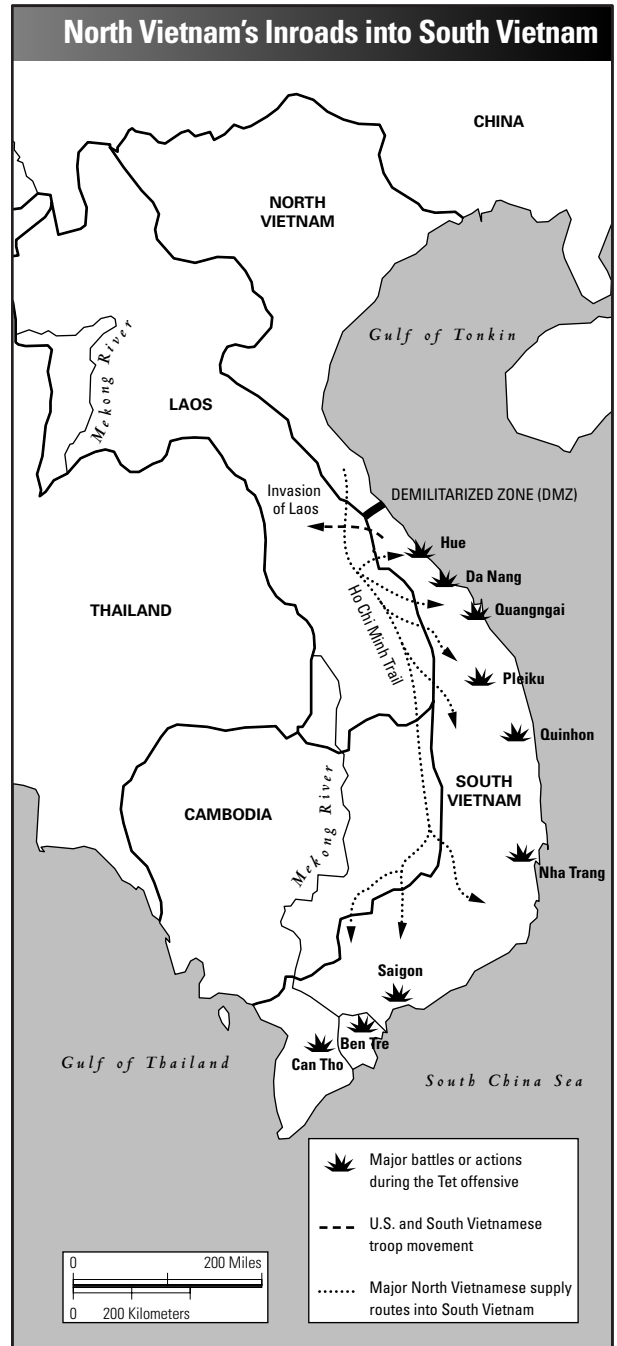 North Vietnam's Inroads into South Vietnam
CHINA
NORTH
VIETNAM
Gulf of Tonkin
Mekong River
LAOS
Invasion
of Laos
DEMILITARIZED ZONE (DMZ)
Hue
Da Nang
Quangngai
THAILAND
Ho Chi Minh Trail
Pleiku
Quinhon
SOUTH
VIETNAM
CAMBODIA
Mekong River
Nha Trang
Saigon
Ben Tre
Can Tho
Gulf of Thailand
South China Sea
Major battles or actions
during the Tet offensive
U.S. and South Vietnamese
troop movement
Major North Vietnamese supply
routes into South Vietnam
0 200 Miles
0 200 Kilometers